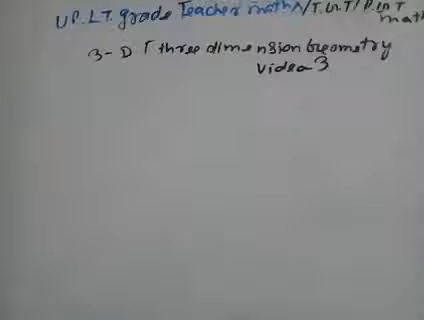 UP.LT. grade Teacher math /T.G.T/P.G.T math
3-D [ three dimension Geometry
Video 3